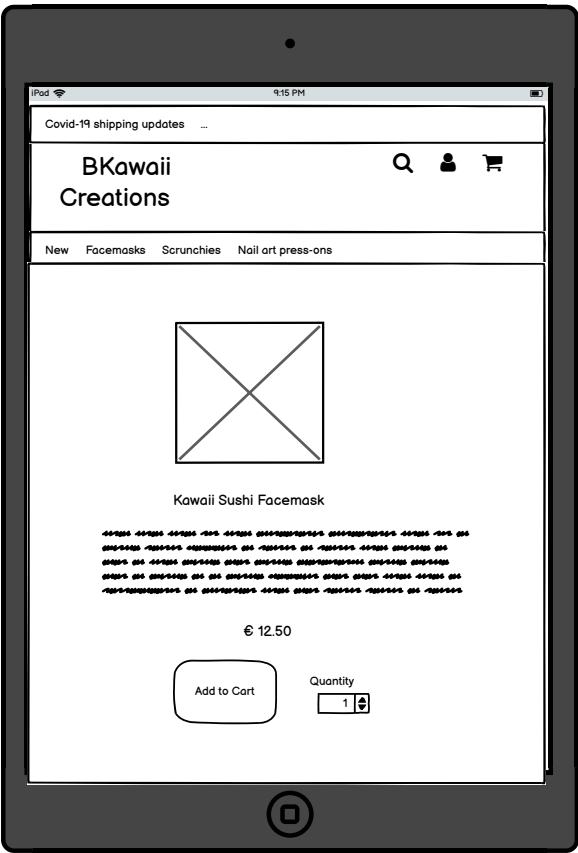 iPad 9:15 PM
Covid-19 shipping updates ...
BKawaii
Creations
New Facemasks Scrunchies Nail art press-ons
Kawaii Sushi Facemask
€ 12.50
Add to Cart
Quantity
1